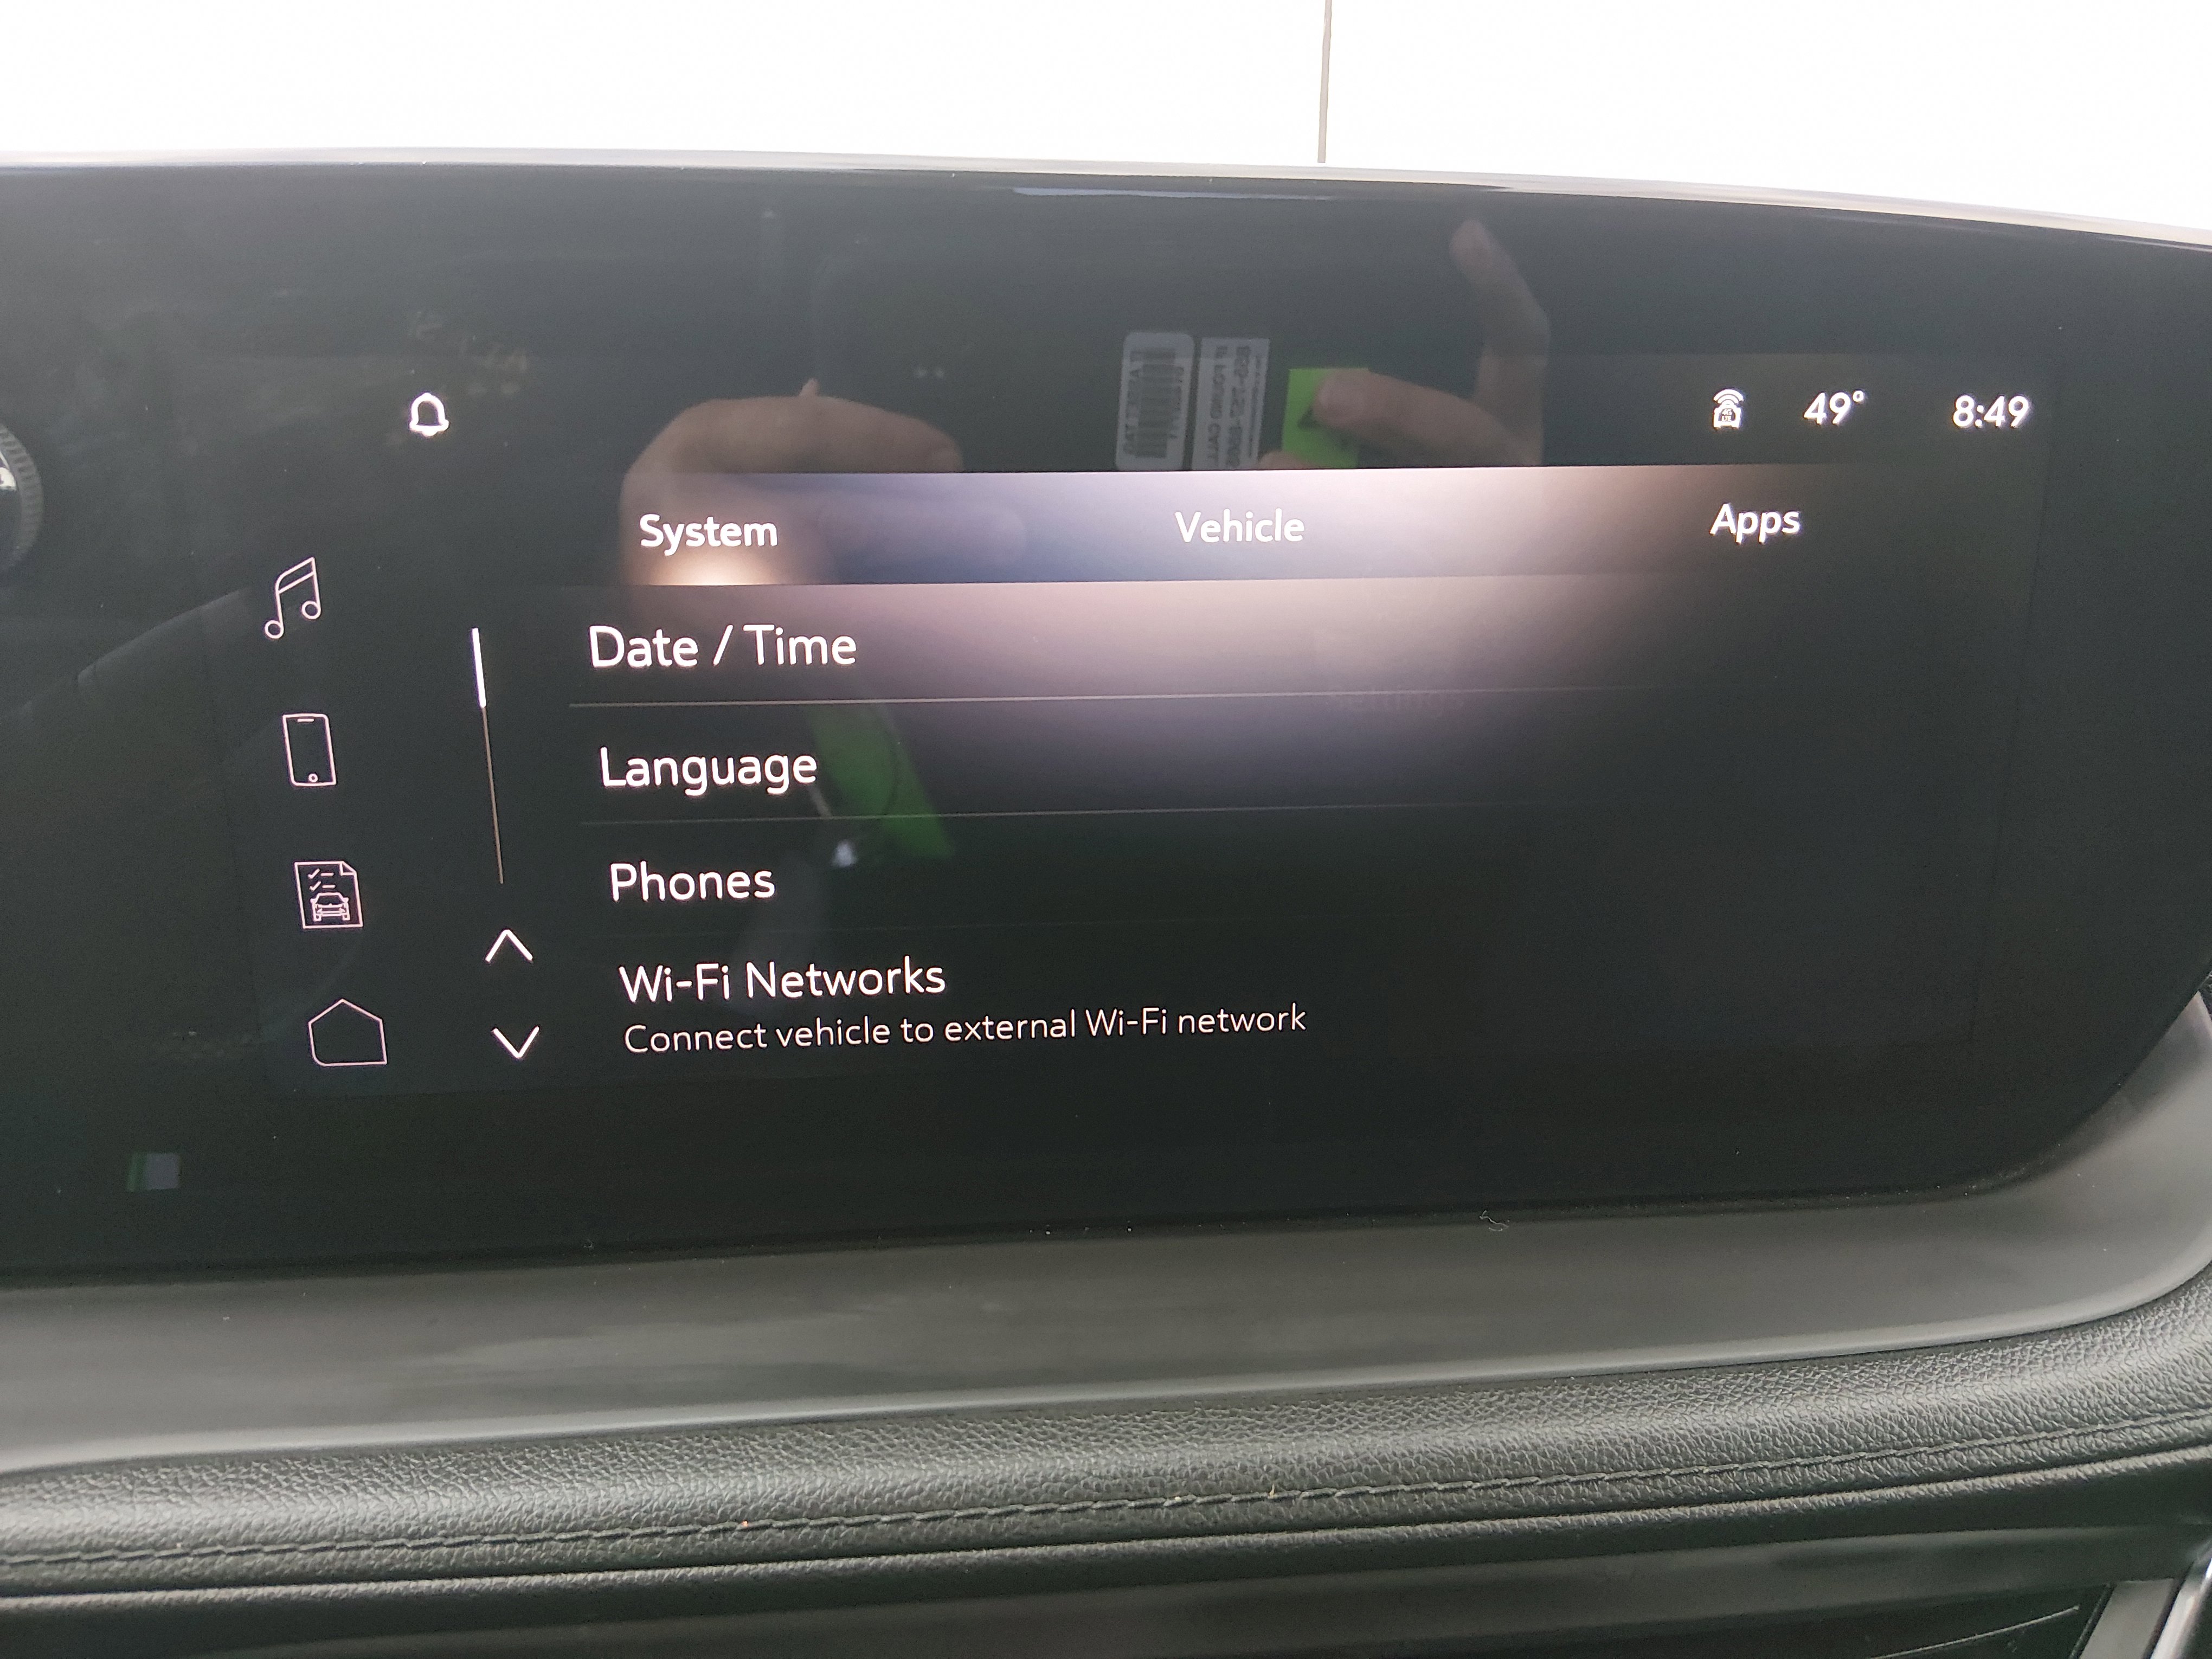 49° 8:49
System Vehicle Apps
Date / Time
Language
Phones
Wi-Fi Networks
Connect vehicle to external Wi-Fi network